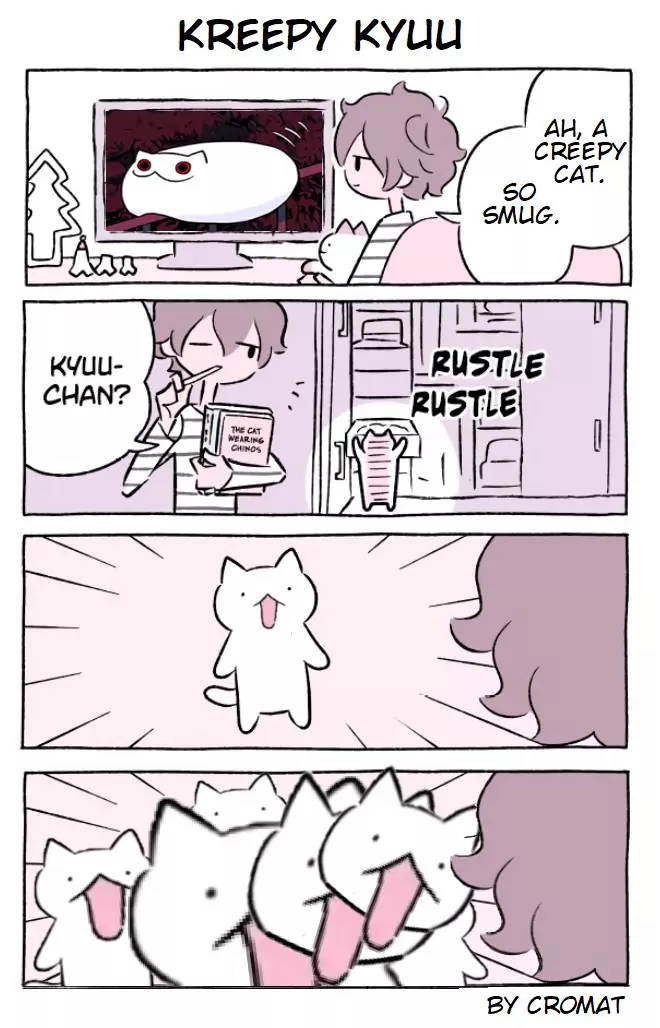 KREEPY KYUU
AH, A
CREEPY
CAT.
SO
SMUG.
KYUU-
CHAN?
THE CAT
WEARING
CHINOS
RUSTLE
RUSTLE
BY CROMAT